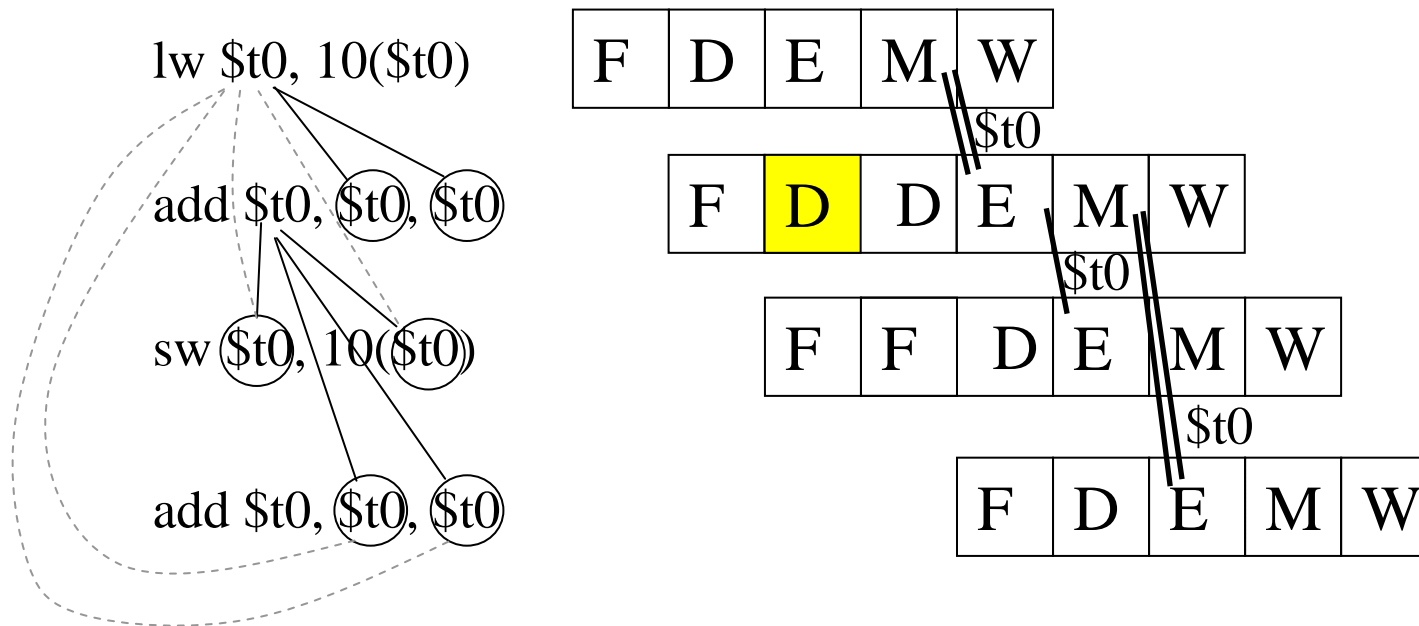 lw $t0, 10($t0) F D E M W
$t0
add $t0, $t0, $t0 F D D E M W
$t0
sw $t0, 10($t0) F F D E M W
$t0
add $t0, $t0, $t0 F D E M W